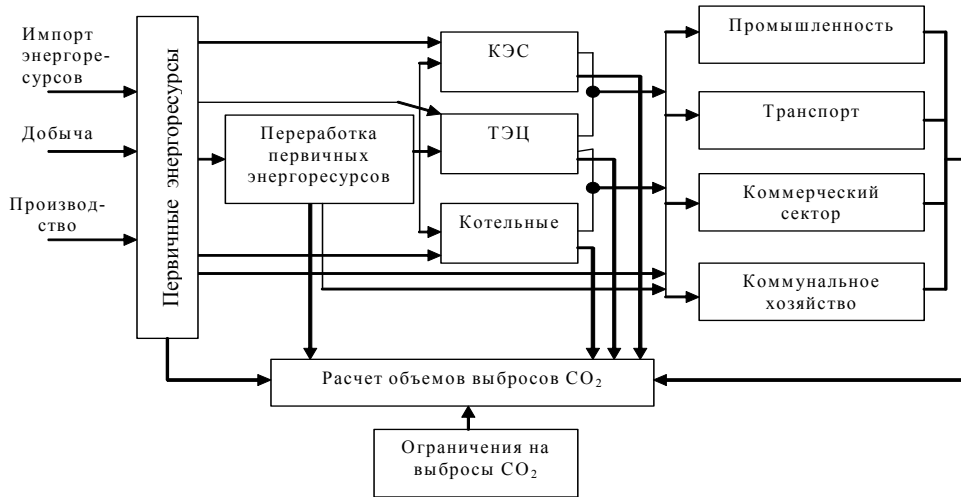 Импорт
энергоре-
сурсов
Добыча
Производ-
ство
Первичные энергоресурсы
Переработка
первичных
энергоресурсов
КЭС
ТЭЦ
Котельные
Промышленность
Транспорт
Коммерческий
сектор
Коммунальное
хозяйство
Расчет объемов выбросов CO₂
Ограничения на
выбросы CO₂